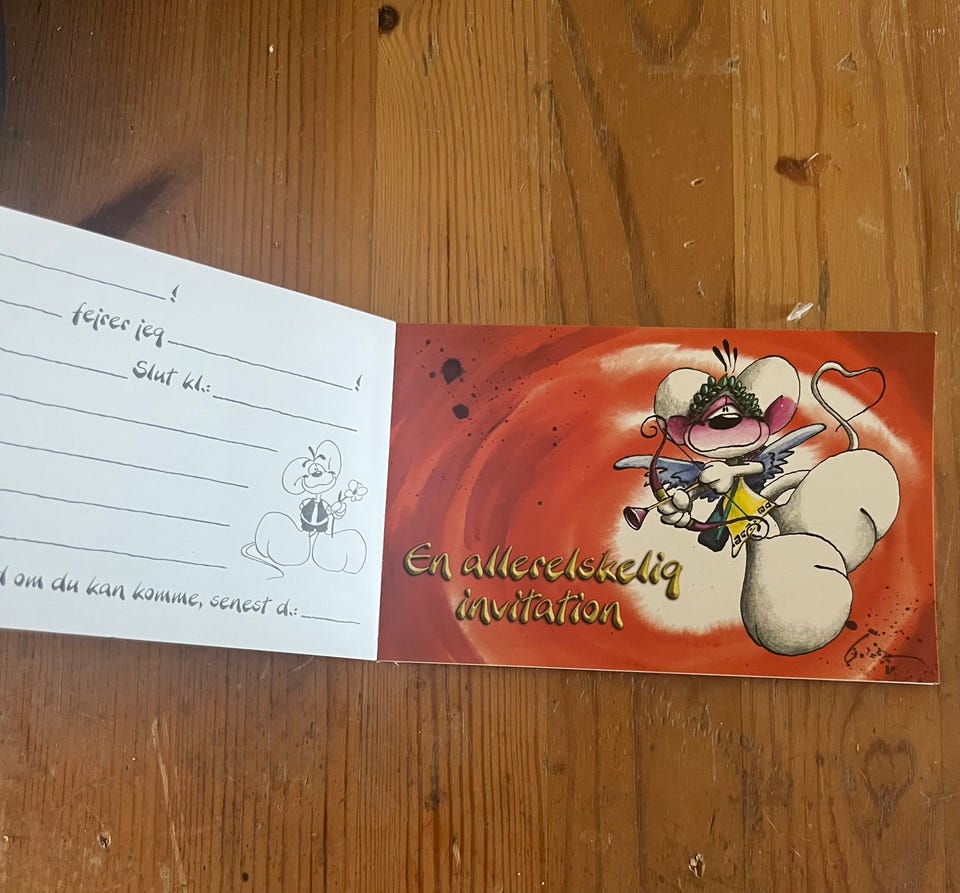 !
fejrer jeg !
Slut kl.:
om du kan komme, senest d.:
En allerelskelig
invitation